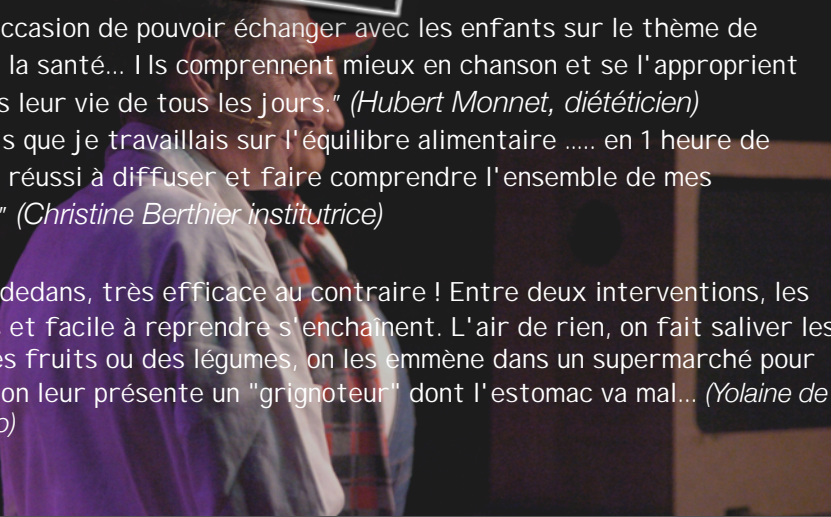 ccasion de pouvoir échanger avec les enfants sur le thème de
la santé... Ils comprennent mieux en chanson et se l'approprient
s leur vie de tous les jours." (Hubert Monnet, diététicien)
s que je travaillais sur l'équilibre alimentaire ..... en 1 heure de
réussi à diffuser et faire comprendre l'ensemble de mes
" (Christine Berthier institutrice)
dedans, très efficace au contraire ! Entre deux interventions, les
et facile à reprendre s'enchaînent. L'air de rien, on fait saliver les
es fruits ou des légumes, on les emmène dans un supermarché pour
on leur présente un "grignoteur" dont l'estomac va mal... (Yolaine de
o)